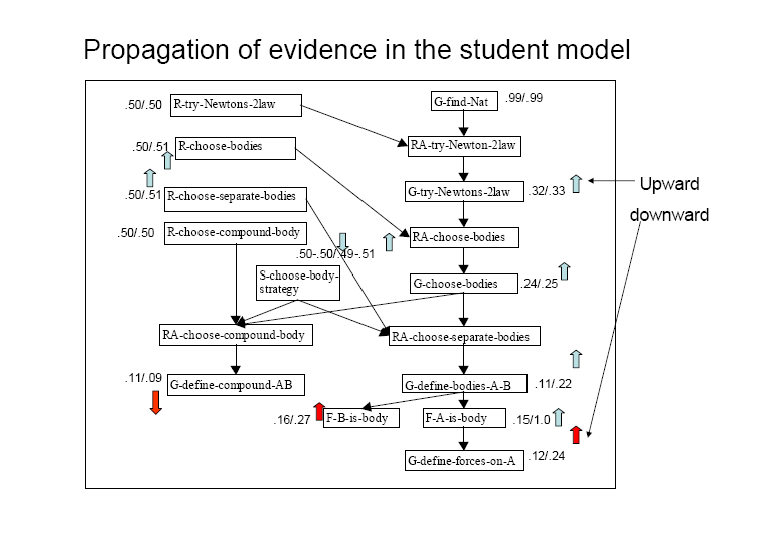 Propagation of evidence in the student model
.50/.50 R-try-Newtons-2law
G-find-Nat .99/.99
.50/.51 R-choose-bodies
RA-try-Newton-2law
.50/.51 R-choose-separate-bodies
G-try-Newtons-2law .32/.33
Upward
downward
.50/.50 R-choose-compound-body
RA-choose-bodies
.50-.50/.49-.51
S-choose-body-
strategy
G-choose-bodies .24/.25
RA-choose-compound-body
RA-choose-separate-bodies
.11/.09 G-define-compound-AB
G-define-bodies-A-B .11/.22
.16/.27 F-B-is-body
F-A-is-body .15/1.0
G-define-forces-on-A .12/.24